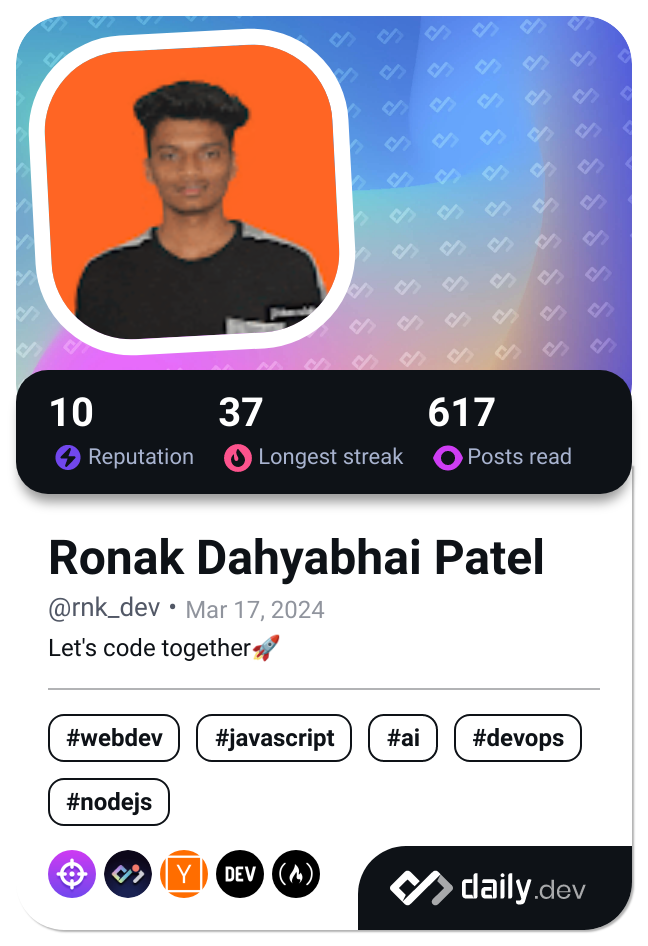 10 37 617
Reputation Longest streak Posts read
Ronak Dahyabhai Patel
@rnk_dev • Mar 17, 2024
Let's code together🚀
#webdev #javascript #ai #devops
#nodejs
Y DEV
daily.dev